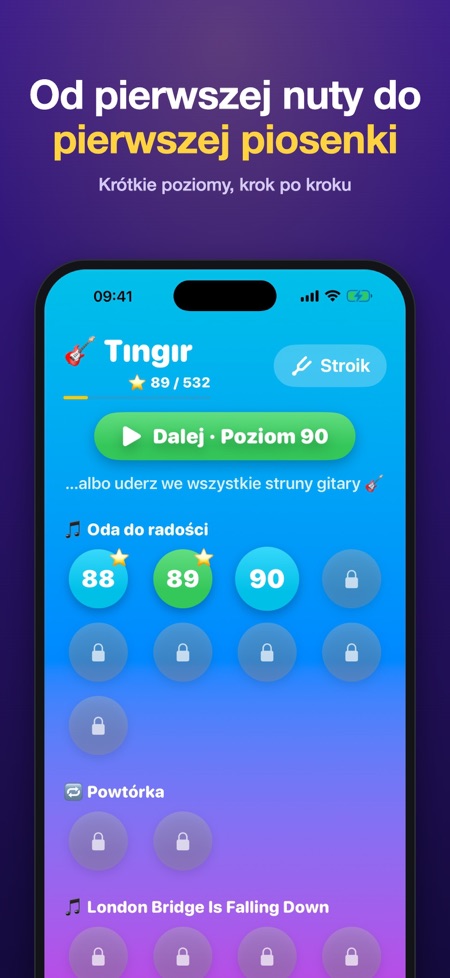 Od pierwszej nuty do
pierwszej piosenki
Krótkie poziomy, krok po kroku
09:41
Tıngır
89 / 532
Stroik
Dalej · Poziom 90
...albo uderz we wszystkie struny gitary
Oda do radości
88 89 90
Powtórka
London Bridge Is Falling Down